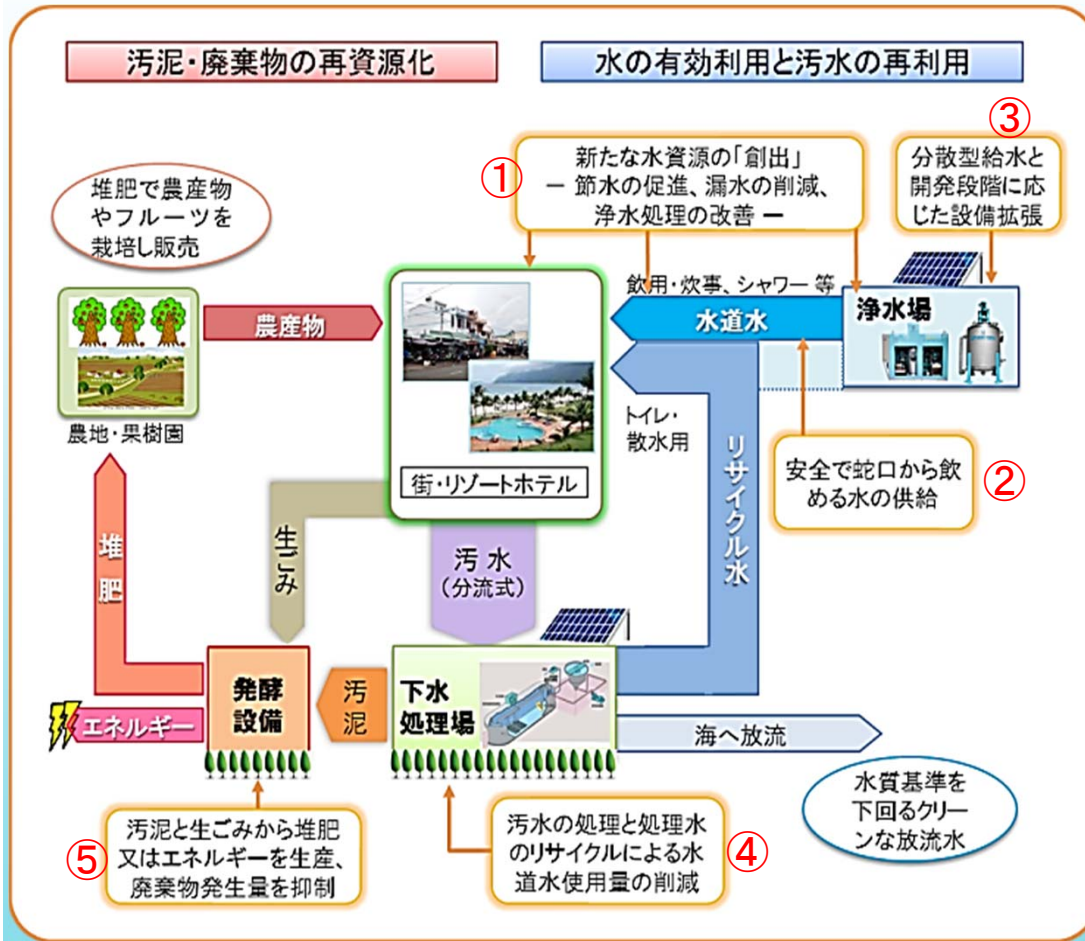 汚泥・廃棄物の再資源化
水の有効利用と汚水の再利用
①
新たな水資源の「創出」
― 節水の促進、漏水の削減、
浄水処理の改善 ―
③
分散型給水と
開発段階に応
じた設備拡張
堆肥で農産物
やフルーツを
栽培し販売
農産物
農地・果樹園
街・リゾートホテル
飲用・炊事、シャワー 等
水道水
浄水場
トイレ・
散水用
リサイクル水
安全で蛇口から飲
める水の供給
②
堆肥
生ごみ
汚水
(分流式)
エネルギー
発酵
設備
汚泥
下水
処理場
海へ放流
水質基準を
下回るクリー
ンな放流水
⑤
汚泥と生ごみから堆肥
又はエネルギーを生産、
廃棄物発生量を抑制
汚水の処理と処理水
のリサイクルによる水
道水使用量の削減
④